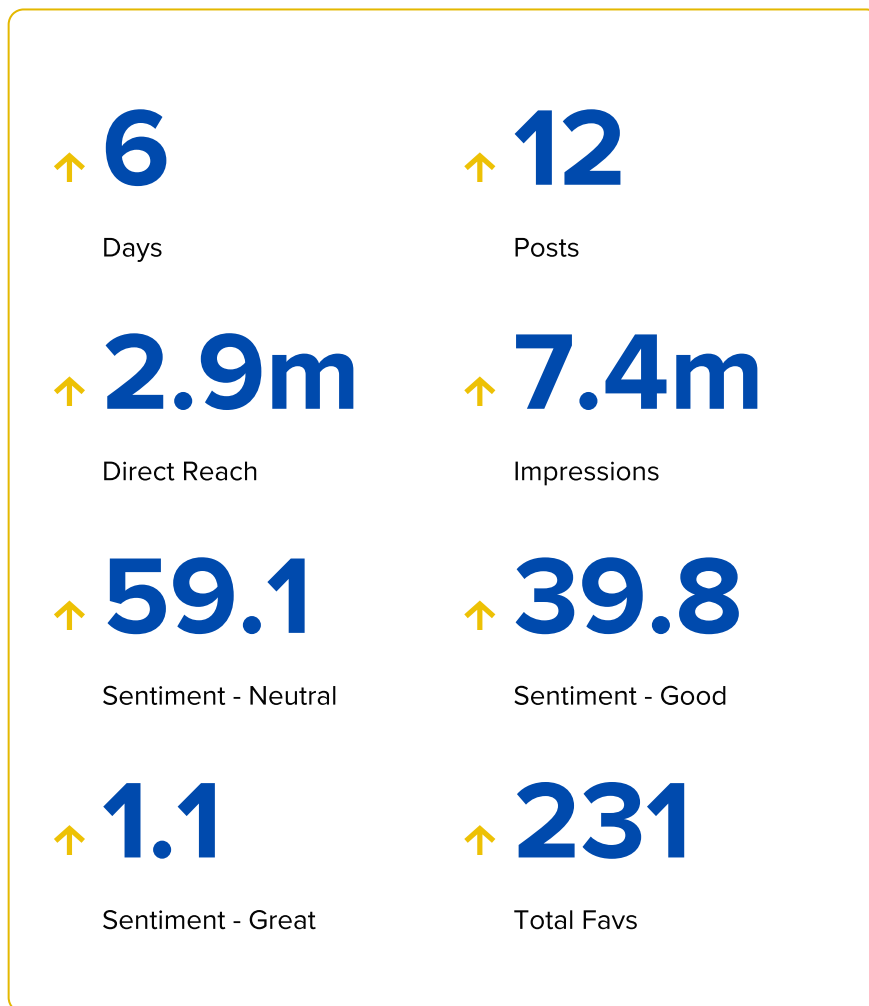 6 12
Days Posts
2.9m 7.4m
Direct Reach Impressions
59.1 39.8
Sentiment - Neutral Sentiment - Good
1.1 231
Sentiment - Great Total Favs